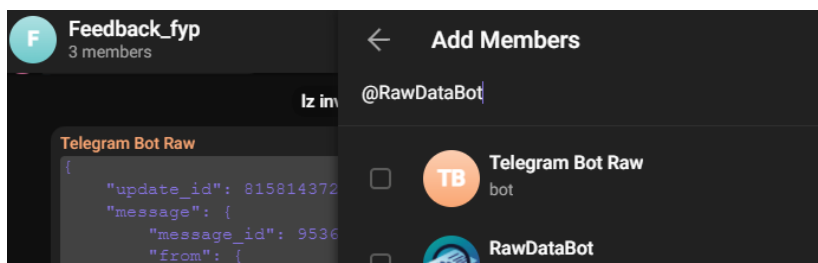 F
Feedback_fyp
3 members
Iz inv
Telegram Bot Raw
{
"update_id": 815814372
"message": {
"message_id": 9536
"from": {
Add Members
@RawDataBot
TB
Telegram Bot Raw
bot
RawDataBot